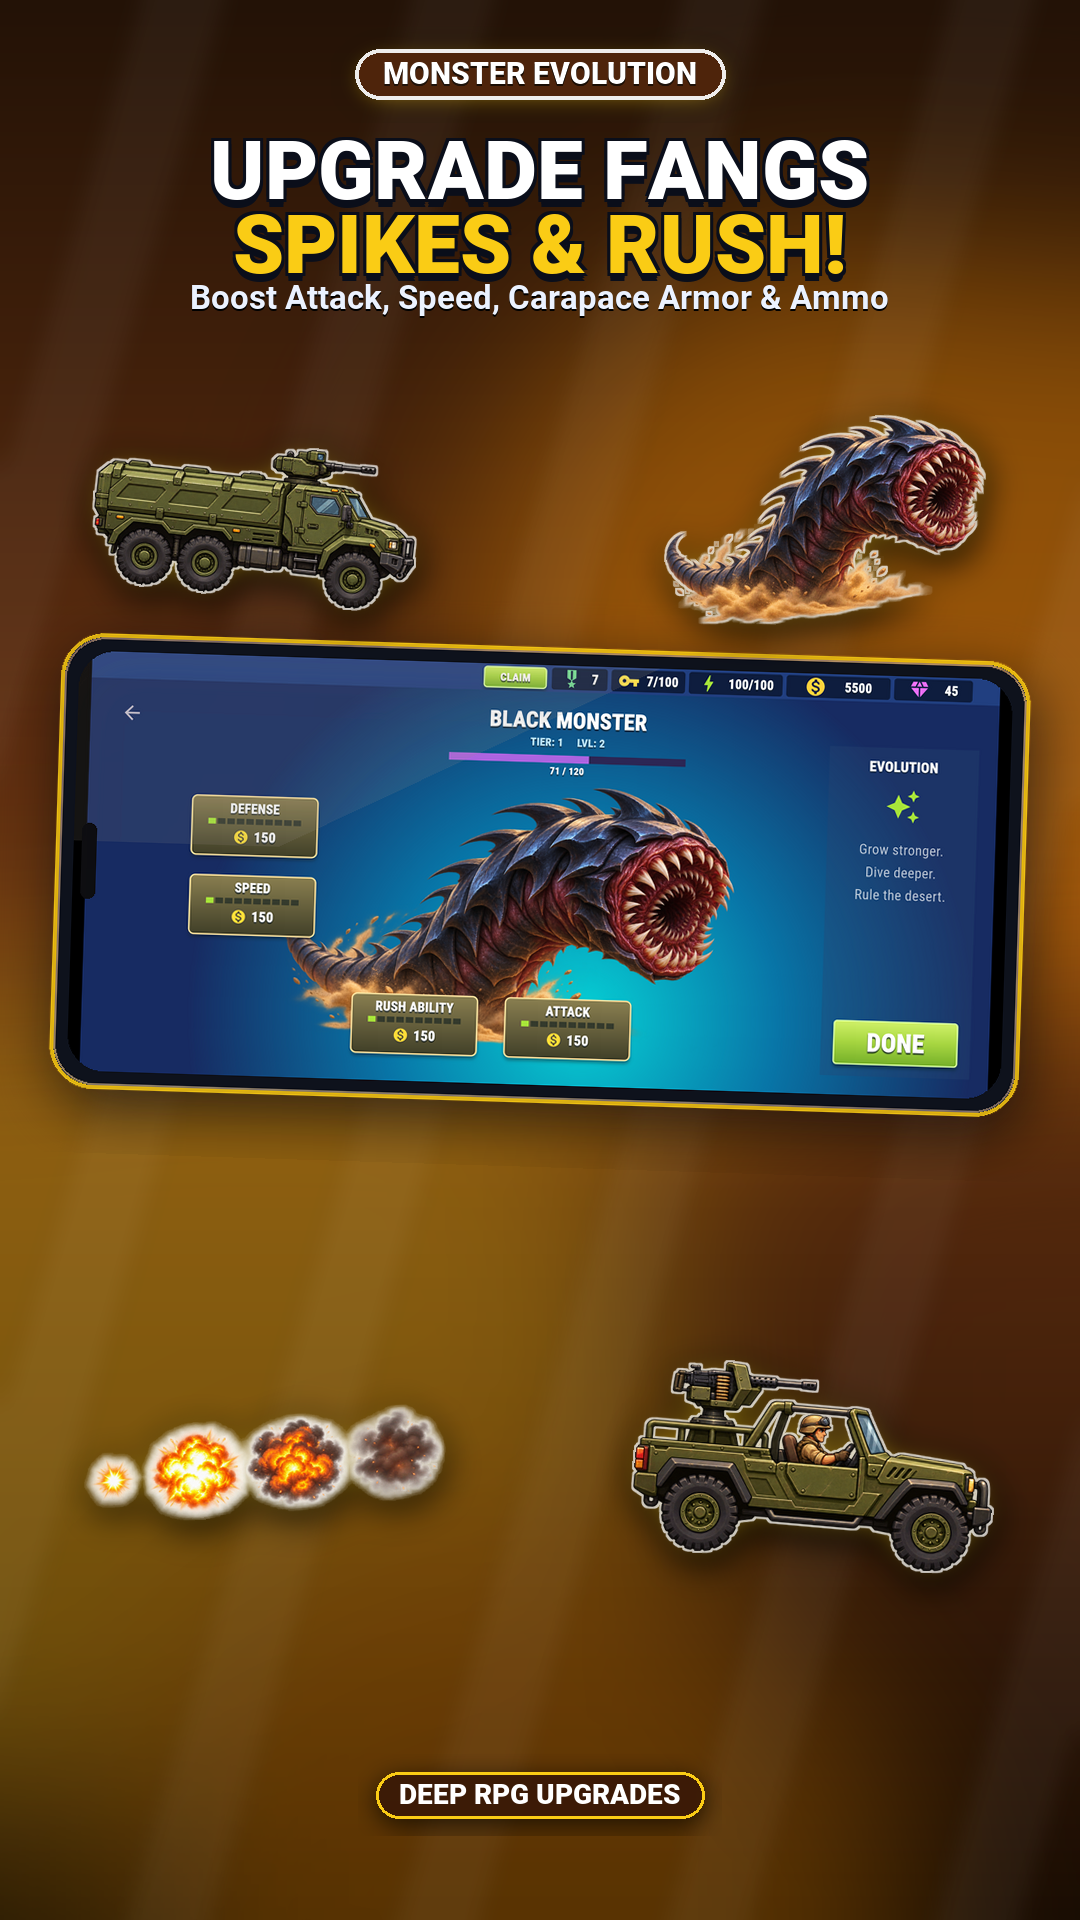 MONSTER EVOLUTION
UPGRADE FANGS
SPIKES & RUSH!
Boost Attack, Speed, Carapace Armor & Ammo
CLAIM 7 7/100 100/100 5500 45
BLACK MONSTER
TIER: 1 LVL: 2
71 / 120
DEFENSE
150
SPEED
150
RUSH ABILITY
150
ATTACK
150
EVOLUTION
Grow stronger.
Dive deeper.
Rule the desert.
DONE
DEEP RPG UPGRADES